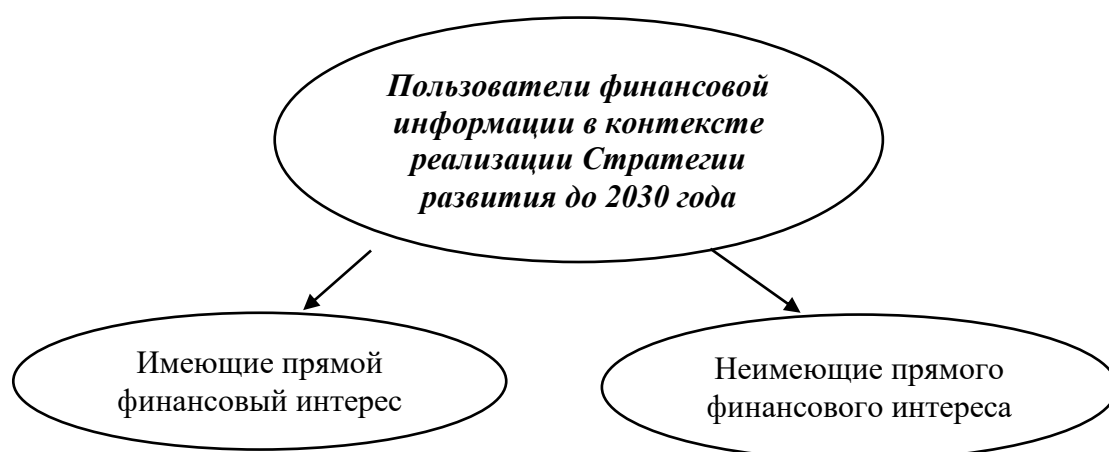 Пользователи финансовой
информации в контексте
реализации Стратегии
развития до 2030 года
Имеющие прямой
финансовый интерес
Неимеющие прямого
финансового интереса